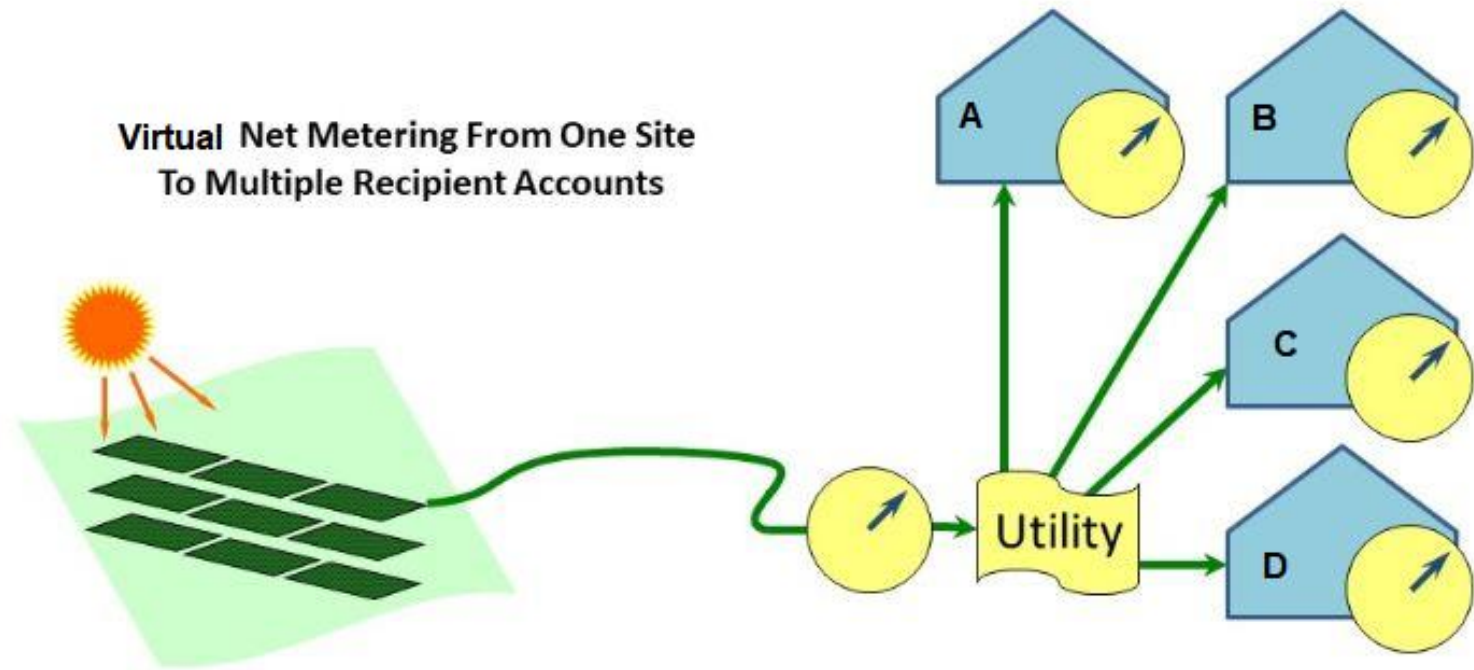 Virtual Net Metering From One Site
To Multiple Recipient Accounts
A
B
C
Utility
D